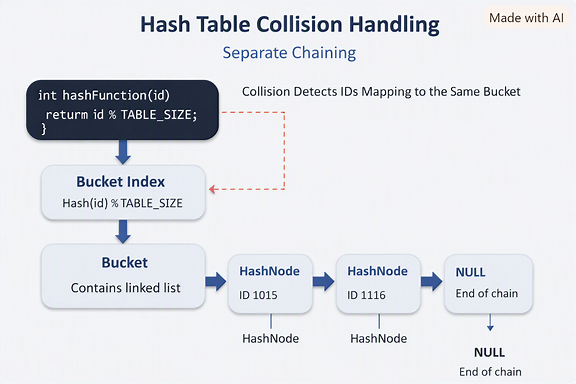 Made with AI
Hash Table Collision Handling
Separate Chaining
int hashFunction(id)
returm id % TABLE_SIZE;
}
Collision Detects IDs Mapping to the Same Bucket
Bucket Index
Hash(id) % TABLE_SIZE
Bucket
Contains linked list
HashNode
ID 1015
HashNode
HashNode
ID 1116
HashNode
NULL
End of chain
NULL
End of chain